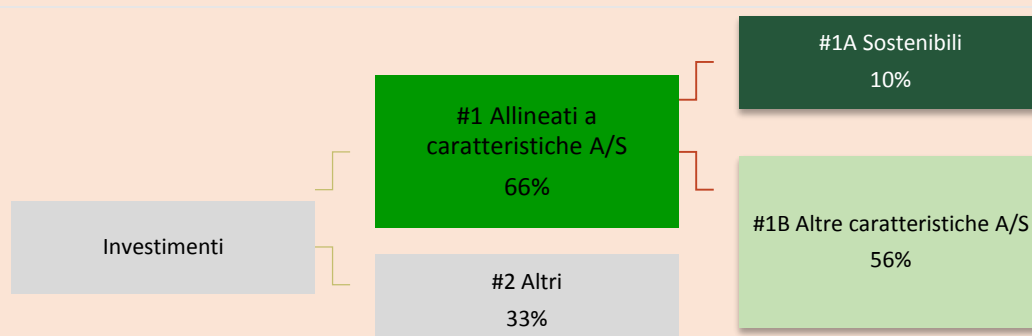 #1A Sostenibili
10%
#1 Allineati a
caratteristiche A/S
66%
#1B Altre caratteristiche A/S
56%
Investimenti
#2 Altri
33%